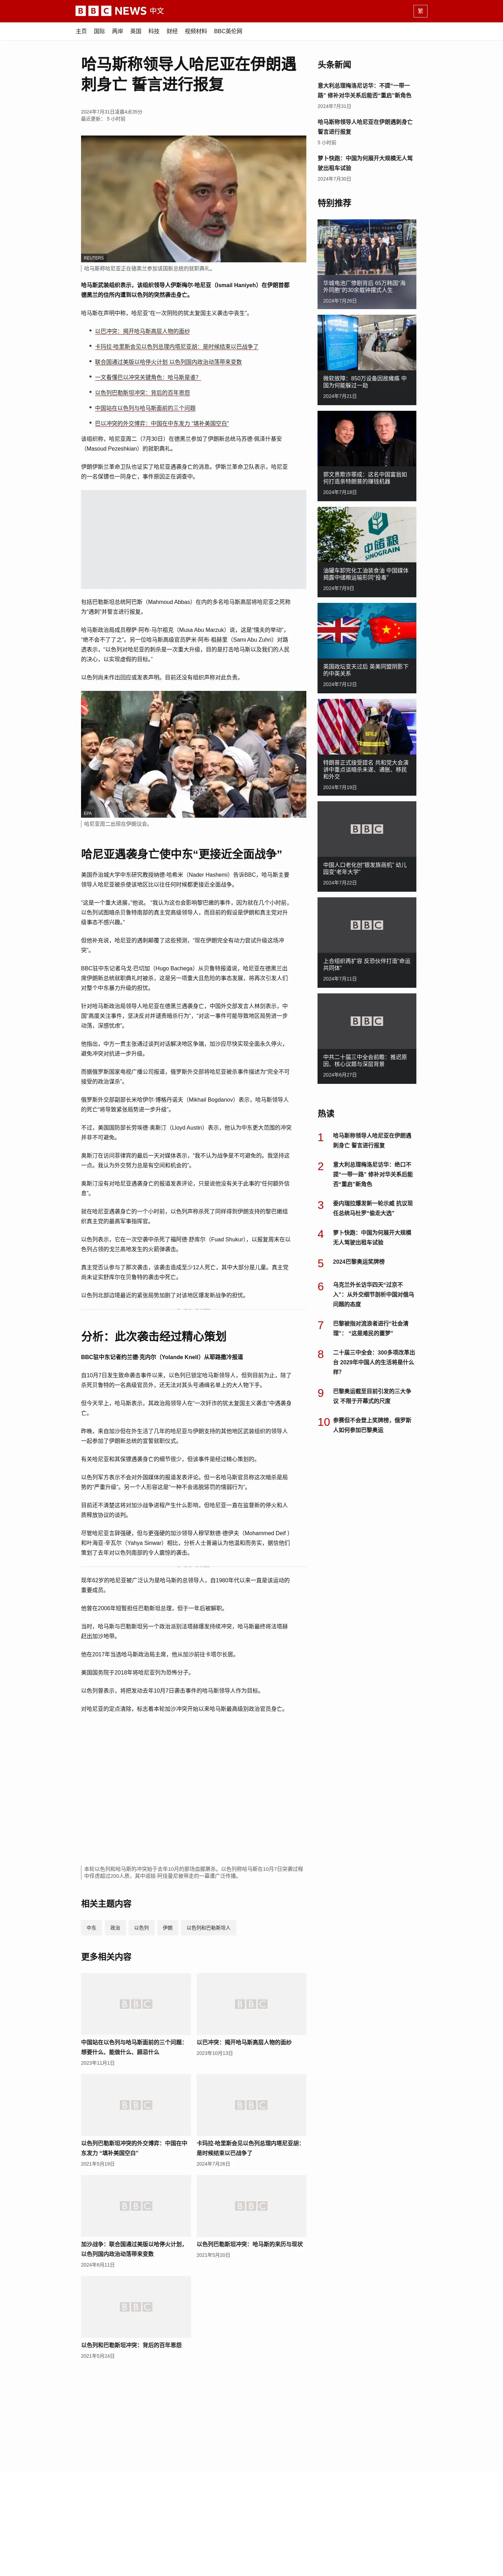 BBC NEWS 中文
繁
主页 国际 两岸 英国 科技 财经 视频材料 BBC英伦网
哈马斯称领导人哈尼亚在伊朗遇
刺身亡 誓言进行报复
2024年7月31日凌晨4点35分
最近更新: 5 小时前
REUTERS
哈马斯称哈尼亚正在德黑兰参加该国新总统的就职典礼。
哈马斯武装组织表示，该组织领导人伊斯梅尔·哈尼亚（Ismail Haniyeh）在伊朗首都
德黑兰的住所内遭到以色列的突然袭击身亡。
哈马斯在声明中称，哈尼亚“在一次阴险的犹太复国主义袭击中丧生”。
以巴冲突：揭开哈马斯高层人物的面纱
卡玛拉·哈里斯会见以色列总理内塔尼亚胡：是时候结束以巴战争了
联合国通过美版以哈停火计划 以色列国内政治动荡带来变数
一文看懂巴以冲突关键角色：哈马斯是谁？
以色列巴勒斯坦冲突：背后的百年恩怨
中国站在以色列与哈马斯面前的三个问题
巴以冲突的外交博弈：中国在中东发力 “填补美国空白”
该组织称，哈尼亚周二（7月30日）在德黑兰参加了伊朗新总统马苏德·佩泽什基安
（Masoud Pezeshkian）的就职典礼。
伊朗伊斯兰革命卫队也证实了哈尼亚遇袭身亡的消息。伊斯兰革命卫队表示，哈尼亚
的一名保镖也一同身亡，事件原因正在调查中。
包括巴勒斯坦总统阿巴斯（Mahmoud Abbas）在内的多名哈马斯高层将哈尼亚之死称
为“遇刺”并誓言进行报复。
哈马斯政治局成员穆萨·阿布·马尔祖克（Musa Abu Marzuk）说，这是“懦夫的举动”，
“绝不会不了了之”。另一位哈马斯高级官员萨米·阿布·祖赫里（Sami Abu Zuhri）对路
透表示，“以色列对哈尼亚的刺杀是一次重大升级，目的是打击哈马斯以及我们的人民
的决心，以实现虚假的目标。”
以色列尚未作出回应或发表声明。目前还没有组织声称对此负责。
EPA
哈尼亚周二出现在伊朗议会。
哈尼亚遇袭身亡使中东“更接近全面战争”
美国乔治城大学中东研究教授纳德·哈希米（Nader Hashemi）告诉BBC，哈马斯主要
领导人哈尼亚被杀使该地区比以往任何时候都更接近全面战争。
“这是一个重大进展，”他说。 “我认为这也会影响黎巴嫩的事件，因为就在几个小时前，
以色列试图暗杀贝鲁特南部的真主党高级领导人，而目前的假设是伊朗和真主党对升
级事态不感兴趣。”
但他补充说，哈尼亚的遇刺颠覆了这些预测，“现在伊朗完全有动力尝试升级这场冲
突”。
BBC驻中东记者乌戈·巴切加（Hugo Bachega）从贝鲁特报道说，哈尼亚在德黑兰出
席伊朗新总统就职典礼时被杀，这是另一项重大且危险的事态发展，将再次引发人们
对整个中东暴力升级的担忧。
针对哈马斯政治局领导人哈尼亚在德黑兰遇袭身亡，中国外交部发言人林剑表示，中
国“高度关注事件，坚决反对并谴责暗杀行为”，“对这一事件可能导致地区局势进一步
动荡，深感忧虑”。
他指出，中方一贯主张通过谈判对话解决地区争端，加沙应尽快实现全面永久停火，
避免冲突对抗进一步升级。
而据俄罗斯国家电视广播公司报道，俄罗斯外交部将哈尼亚被杀事件描述为“完全不可
接受的政治谋杀”。
俄罗斯外交部副部长米哈伊尔·博格丹诺夫（Mikhail Bogdanov）表示，哈马斯领导人
的死亡“将导致紧张局势进一步升级”。
不过，美国国防部长劳埃德·奥斯汀（Lloyd Austin）表示，他认为中东更大范围的冲突
并非不可避免。
奥斯汀在访问菲律宾的最后一天对媒体表示，“我不认为战争是不可避免的。我坚持这
一点。我认为外交努力总是有空间和机会的”。
奥斯汀没有对哈尼亚遇袭身亡的报道发表评论，只是说他没有关于此事的“任何额外信
息”。
就在哈尼亚遇袭身亡的一个小时前，以色列声称杀死了同样得到伊朗支持的黎巴嫩组
织真主党的最高军事指挥官。
以色列表示，它在一次空袭中杀死了福阿德·舒库尔（Fuad Shukur），以报复周末在以
色列占领的戈兰高地发生的火箭弹袭击。
真主党否认参与了那次袭击，该袭击造成至少12人死亡，其中大部分是儿童。真主党
尚未证实舒库尔在贝鲁特的袭击中死亡。
以色列北部边境最近的紧张局势加剧了对该地区爆发新战争的担忧。
分析：此次袭击经过精心策划
BBC驻中东记者约兰德·克内尔（Yolande Knell）从耶路撒冷报道
自10月7日发生致命袭击事件以来，以色列已锁定哈马斯领导人，但到目前为止，除了
杀死贝鲁特的一名高级官员外，还无法对其头号通缉名单上的大人物下手。
但今天早上，哈马斯表示，其政治局领导人在“一次奸诈的犹太复国主义袭击”中遇袭身
亡。
昨晚，来自加沙但在外生活了几年的哈尼亚与伊朗支持的其他地区武装组织的领导人
一起参加了伊朗新总统的宣誓就职仪式。
有关哈尼亚和其保镖遇袭身亡的细节很少，但该事件是经过精心策划的。
以色列军方表示不会对外国媒体的报道发表评论。但一名哈马斯官员称这次暗杀是局
势的“严重升级”。另一个人形容这是“一种不会逃脱惩罚的懦弱行为”。
目前还不清楚这将对加沙战争进程产生什么影响，但哈尼亚一直在监督新的停火和人
质释放协议的谈判。
尽管哈尼亚言辞强硬，但与更强硬的加沙领导人穆罕默德·德伊夫（Mohammed Deif ）
和叶海亚·辛瓦尔（Yahya Sinwar）相比，分析人士普遍认为他温和而务实，据信他们
策划了去年对以色列南部的令人震惊的袭击。
现年62岁的哈尼亚被广泛认为是哈马斯的总领导人，自1980年代以来一直是该运动的
重要成员。
他曾在2006年短暂担任巴勒斯坦总理，但于一年后被解职。
当时，哈马斯与巴勒斯坦另一个政治派别法塔赫爆发持续冲突，哈马斯最终将法塔赫
赶出加沙地带。
他在2017年当选哈马斯政治局主席，他从加沙前往卡塔尔长居。
美国国务院于2018年将哈尼亚列为恐怖分子。
以色列曾表示，将把发动去年10月7日袭击事件的哈马斯领导人作为目标。
对哈尼亚的定点清除，标志着本轮加沙冲突开始以来哈马斯最高级别政治官员身亡。
本轮以色列和哈马斯的冲突始于去年10月的那场血腥屠杀。以色列称哈马斯在10月7日突袭过程
中俘虏超过200人质，其中诺娃·阿佳曼尼被带走的一幕遭广泛传播。
相关主题内容
中东 政治 以色列 伊朗 以色列和巴勒斯坦人
更多相关内容
中国站在以色列与哈马斯面前的三个问题：
想要什么、能做什么、顾忌什么
2023年11月1日
以巴冲突：揭开哈马斯高层人物的面纱
2023年10月13日
以色列巴勒斯坦冲突的外交博弈：中国在中
东发力 “填补美国空白”
2021年5月19日
卡玛拉·哈里斯会见以色列总理内塔尼亚胡：
是时候结束以巴战争了
2024年7月26日
加沙战争：联合国通过美版以哈停火计划，
以色列国内政治动荡带来变数
2024年6月11日
以色列巴勒斯坦冲突：哈马斯的来历与现状
2021年5月20日
以色列和巴勒斯坦冲突：背后的百年恩怨
2021年5月24日
头条新闻
意大利总理梅洛尼访华：不提“一带一
路” 修补对华关系后能否“重启”新角色
2024年7月31日
哈马斯称领导人哈尼亚在伊朗遇刺身亡
誓言进行报复
5 小时前
萝卜快跑：中国为何展开大规模无人驾
驶出租车试验
2024年7月30日
特别推荐
华城电池厂惨剧背后 65万韩国“海
外同胞”的30余载钟摆式人生
2024年7月26日
微软故障：850万设备因故瘫痪 中
国为何能躲过一劫
2024年7月21日
郭文贵欺诈罪成：这名中国富翁如
何打造亲特朗普的赚钱机器
2024年7月18日
油罐车卸完化工油装食油 中国媒体
揭露中储粮运输形同“投毒”
2024年7月9日
英国政坛变天过后 英美同盟阴影下
的中英关系
2024年7月12日
特朗普正式接受提名 共和党大会演
讲中重点谈暗杀未遂、通胀、移民
和外交
2024年7月19日
BBC
中国人口老化创“银发族商机” 幼儿
园变“老年大学”
2024年7月22日
BBC
上合组织再扩容 反恐伙伴打造“命运
共同体”
2024年7月11日
BBC
中共二十届三中全会前瞻：推迟原
因、核心议题与深层背景
2024年6月27日
热读
1 哈马斯称领导人哈尼亚在伊朗遇
刺身亡 誓言进行报复
2 意大利总理梅洛尼访华：绝口不
提“一带一路” 修补对华关系后能
否“重启”新角色
3 委内瑞拉爆发新一轮示威 抗议现
任总统马杜罗“偷走大选”
4 萝卜快跑：中国为何展开大规模
无人驾驶出租车试验
5 2024巴黎奥运奖牌榜
6 乌克兰外长访华四天“过京不
入”：从外交细节剖析中国对俄乌
问题的态度
7 巴黎被指对流浪者进行“社会清
理”： “这是难民的噩梦”
8 二十届三中全会：300多项改革出
台 2029年中国人的生活将是什么
样?
9 巴黎奥运截至目前引发的三大争
议 不限于开幕式的尺度
10 参赛但不会登上奖牌榜，俄罗斯
人如何参加巴黎奥运